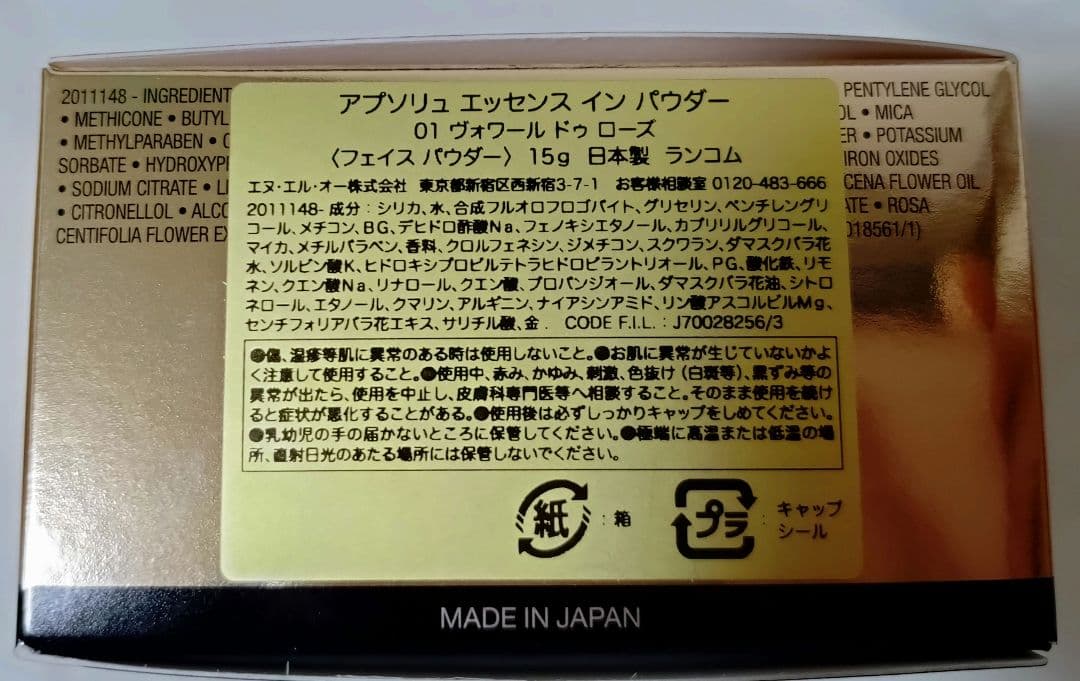 2011148 - INGREDIENT
• METHICONE • BUTYL
• METHYLPARABEN •
SORBATE • HYDROXYP
• SODIUM CITRATE •
• CITRONELLOL • ALCO
CENTIFOLIA FLOWER EX
アプソリュ エッセンス イン パウダー
01 ヴォワール ドゥ ローズ
〈フェイス パウダー〉 15g 日本製 ランコム
エヌ・エル・オー株式会社 東京都新宿区西新宿3-7-1 お客様相談室 0120-483-666
2011148- 成分 : シリカ、水、合成フルオロフロゴパイト、グリセリン、ペンチレングリ
コール、メチコン、BG、デヒドロ酢酸Na、フェノキシエタノール、カプリリルグリコール、
マイカ、メチルパラベン、香料、クロルフェネシン、ジメチコン、スクワラン、ダマスクバラ花
水、ソルビン酸K、ヒドロキシプロピルテトラヒドロピラントリオール、PG、酸化鉄、リモ
ネン、クエン酸Na、リナロール、クエン酸、プロパンジオール、ダマスクバラ花油、シトロ
ネロール、エタノール、クマリン、アルギニン、ナイアシンアミド、リン酸アスコルビルMg、
センチフォリアバラ花エキス、サリチル酸、金 . CODE F.I.L. : J70028256/3
●傷、湿疹等肌に異常のある時は使用しないこと。●お肌に異常が生じていないかよ
く注意して使用すること。●使用中、赤み、かゆみ、刺激、色抜け(白斑等)、黒ずみ等の
異常が出たら、使用を中止し、皮膚科専門医等へ相談すること。そのまま使用を続け
ると症状が悪化することがある。●使用後は必ずしっかりキャップをしめてください。
●乳幼児の手の届かないところに保管してください。●極端に高温または低温の場
所、直射日光のあたる場所には保管しないでください。
紙 : 箱
プラ : キャップ
シール
PENTYLENE GLYCOL
OL • MICA
ER • POTASSIUM
IRON OXIDES
CENA FLOWER OIL
ATE • ROSA
018561/1)
MADE IN JAPAN